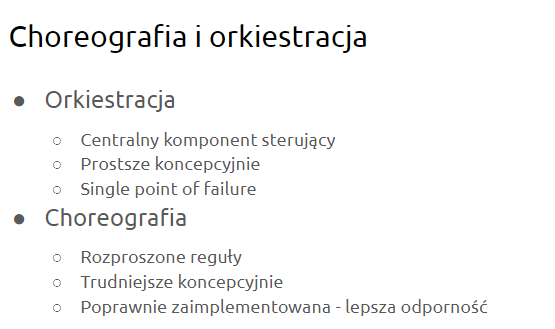 Choreografia i orkiestracja
● Orkiestracja
○ Centralny komponent sterujący
○ Prostsze koncepcyjnie
○ Single point of failure
● Choreografia
○ Rozproszone reguły
○ Trudniejsze koncepcyjnie
○ Poprawnie zaimplementowana - lepsza odporność